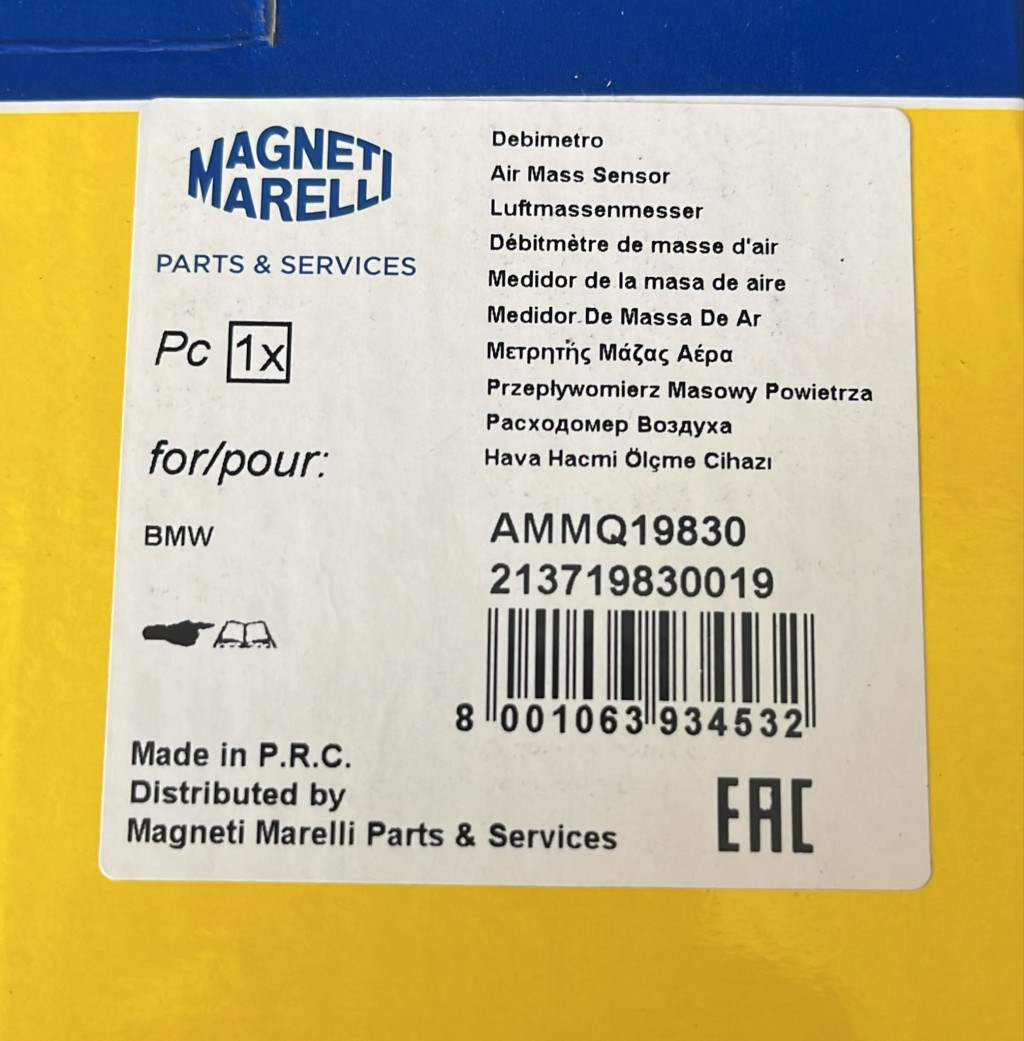 MAGNETI
MARELLI
PARTS & SERVICES
Pc 1x
for/pour:
BMW
Debimetro
Air Mass Sensor
Luftmassenmesser
Débitmètre de masse d'air
Medidor de la masa de aire
Medidor De Massa De Ar
Μετρητής Μάζας Αέρα
Przepływomierz Masowy Powietrza
Расходомер Воздуха
Hava Hacmi Ölçme Cihazı
AMMQ19830
213719830019
8 001063 934532
Made in P.R.C.
Distributed by
Magneti Marelli Parts & Services
EAC